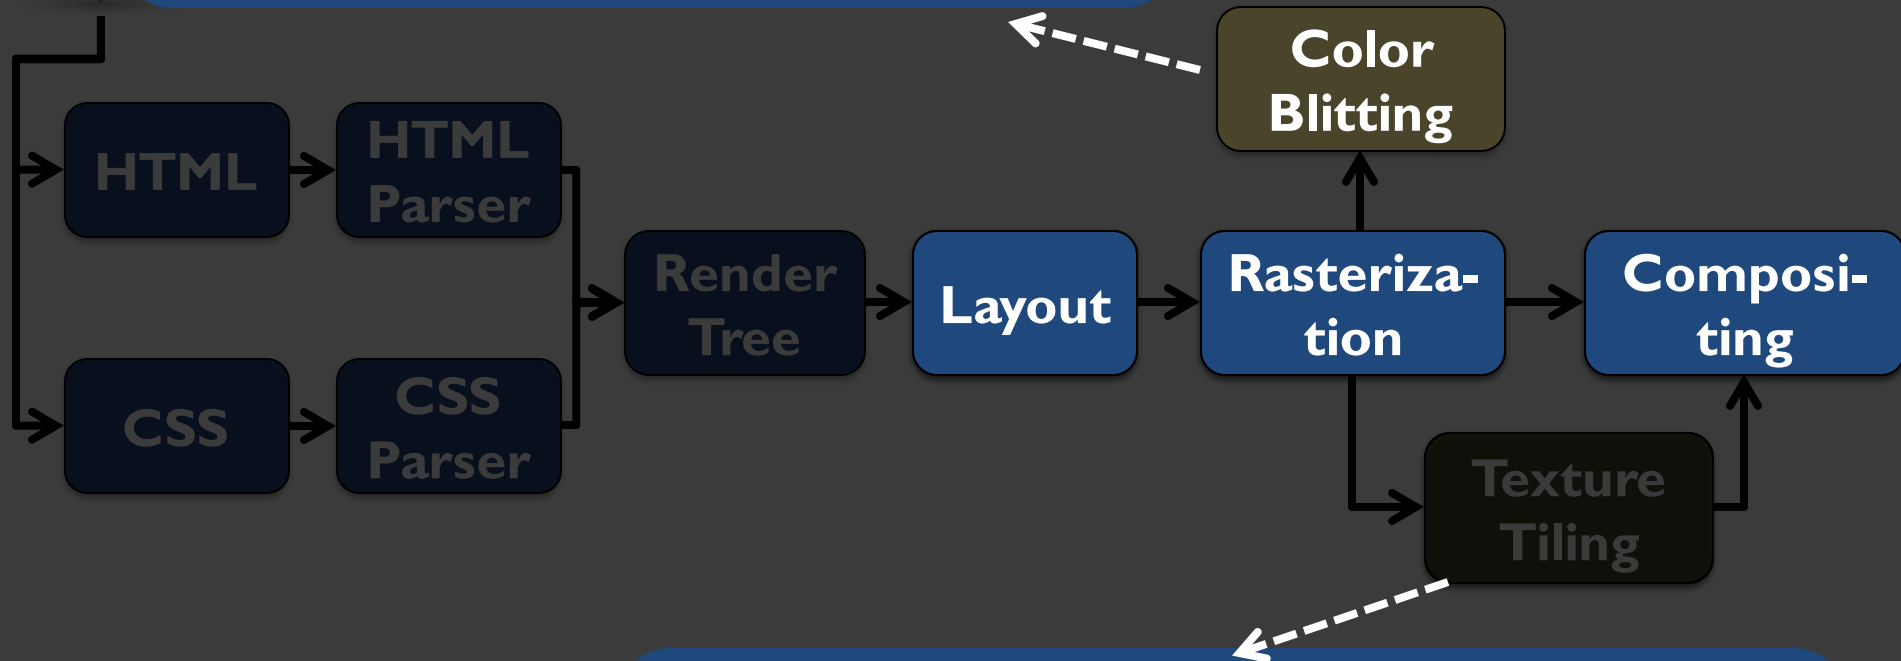 Color
Blitting
HTML
HTML
Parser
Render
Tree
Layout
Rasteriza-
tion
Composi-
ting
CSS
CSS
Parser
Texture
Tiling